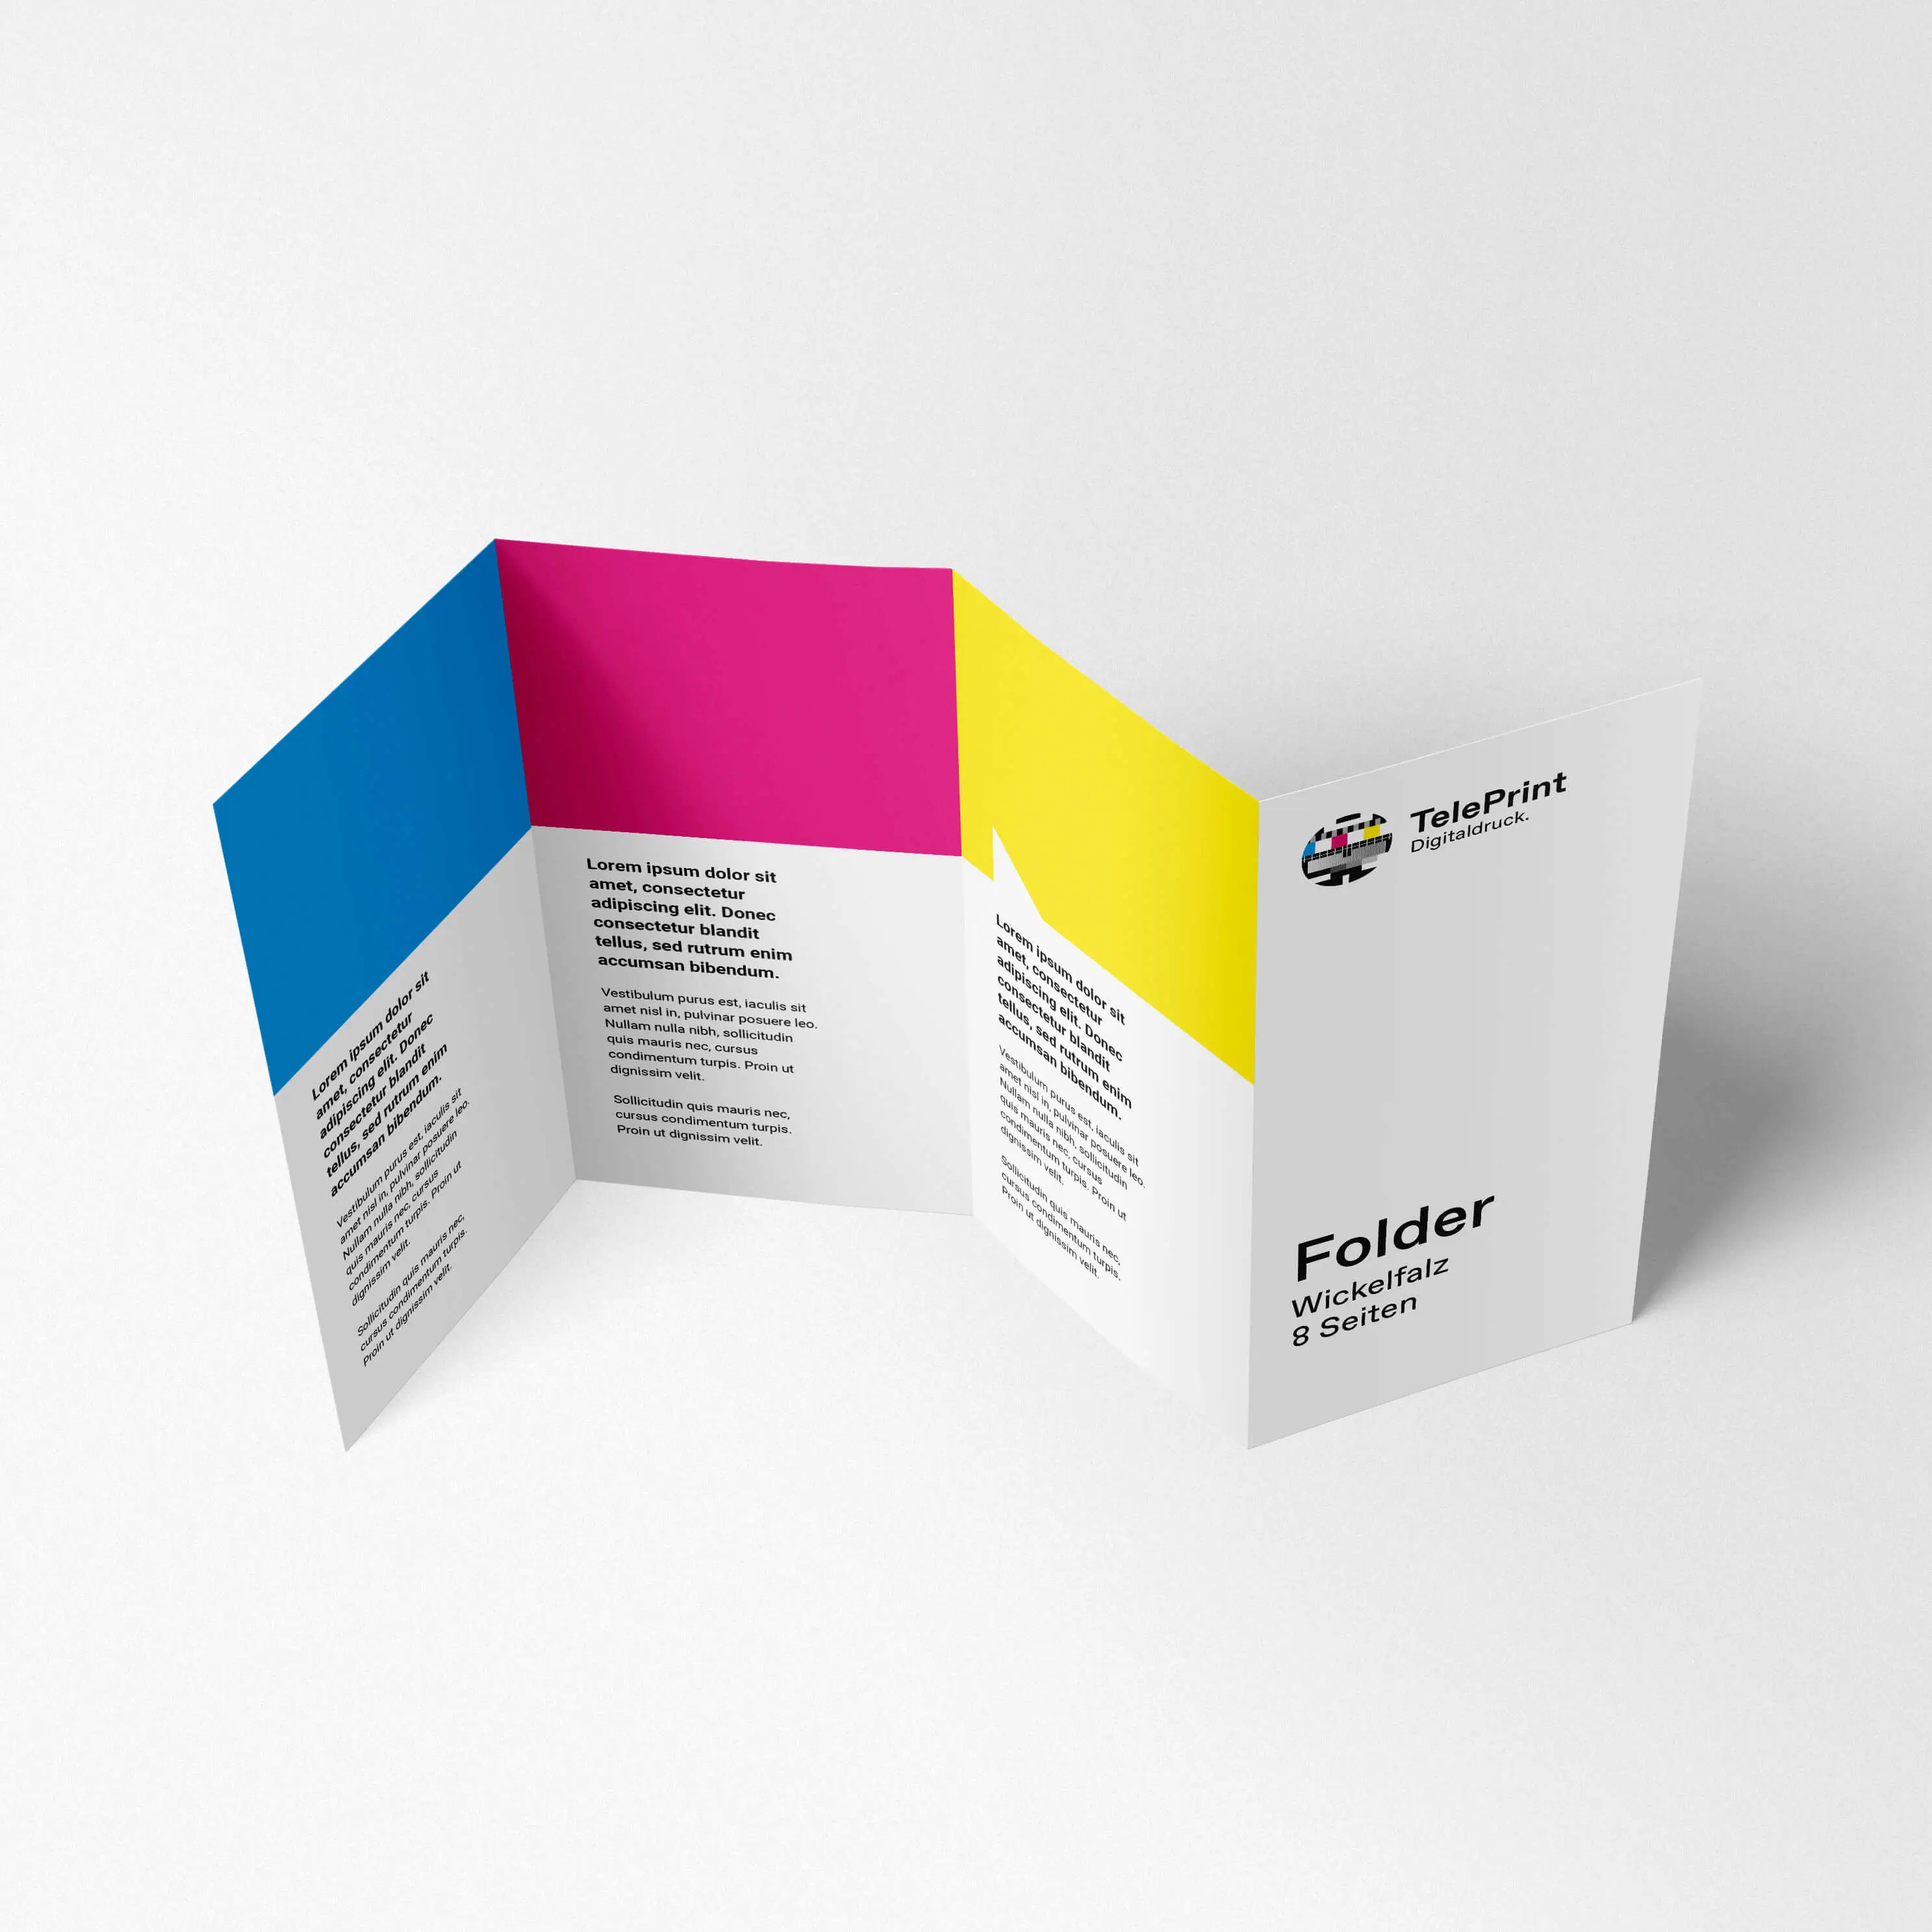 Lorem ipsum dolor sit
amet, consectetur
adipiscing elit. Donec
consectetur blandit
tellus, sed rutrum enim
accumsan bibendum.
Vestibulum purus est, iaculis sit
amet nisl in, pulvinar posuere leo.
Nullam nulla nibh, sollicitudin
quis mauris nec, cursus
condimentum turpis. Proin ut
dignissim velit.
Sollicitudin quis mauris nec,
cursus condimentum turpis.
Proin ut dignissim velit.
Lorem ipsum dolor sit
amet, consectetur
adipiscing elit. Donec
consectetur blandit
tellus, sed rutrum enim
accumsan bibendum.
Vestibulum purus est, iaculis sit
amet nisl in, pulvinar posuere leo.
Nullam nulla nibh, sollicitudin
quis mauris nec, cursus
condimentum turpis. Proin ut
dignissim velit.
Sollicitudin quis mauris nec,
cursus condimentum turpis.
Proin ut dignissim velit.
Lorem ipsum dolor sit
amet, consectetur
adipiscing elit. Donec
consectetur blandit
tellus, sed rutrum enim
accumsan bibendum.
Vestibulum purus est, iaculis sit
amet nisl in, pulvinar posuere leo.
Nullam nulla nibh, sollicitudin
quis mauris nec, cursus
condimentum turpis. Proin ut
dignissim velit.
Sollicitudin quis mauris nec,
cursus condimentum turpis.
Proin ut dignissim velit.
TelePrint
Digitaldruck.
Folder
Wickelfalz
8 Seiten